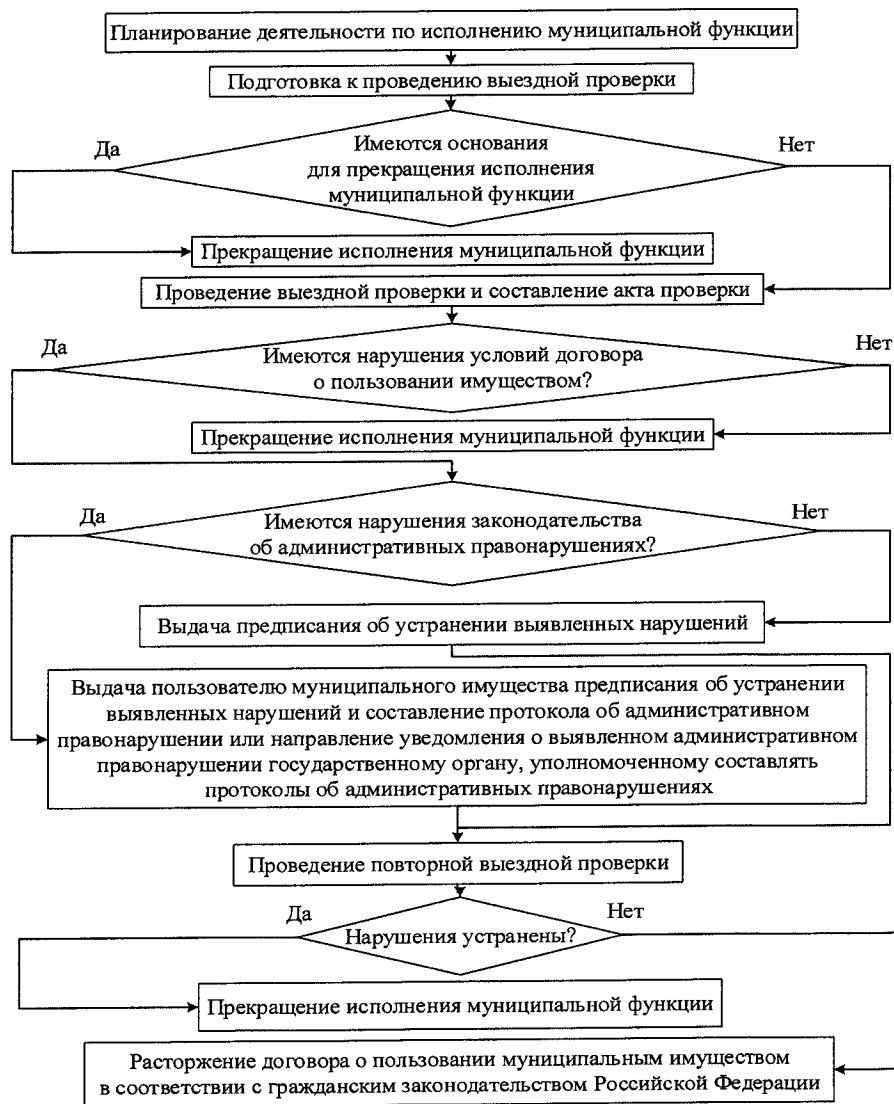 Планирование деятельности по исполнению муниципальной функции
Подготовка к проведению выездной проверки
Да
Нет
Имеются основания
для прекращения исполнения
муниципальной функции
Прекращение исполнения муниципальной функции
Проведение выездной проверки и составление акта проверки
Да
Нет
Имеются нарушения условий договора
о пользовании имуществом?
Прекращение исполнения муниципальной функции
Да
Нет
Имеются нарушения законодательства
об административных правонарушениях?
Выдача предписания об устранении выявленных нарушений
Выдача пользователю муниципального имущества предписания об устранении
выявленных нарушений и составление протокола об административном
правонарушении или направление уведомления о выявленном административном
правонарушении государственному органу, уполномоченному составлять
протоколы об административных правонарушениях
Проведение повторной выездной проверки
Да
Нет
Нарушения устранены?
Прекращение исполнения муниципальной функции
Расторжение договора о пользовании муниципальным имуществом
в соответствии с гражданским законодательством Российской Федерации